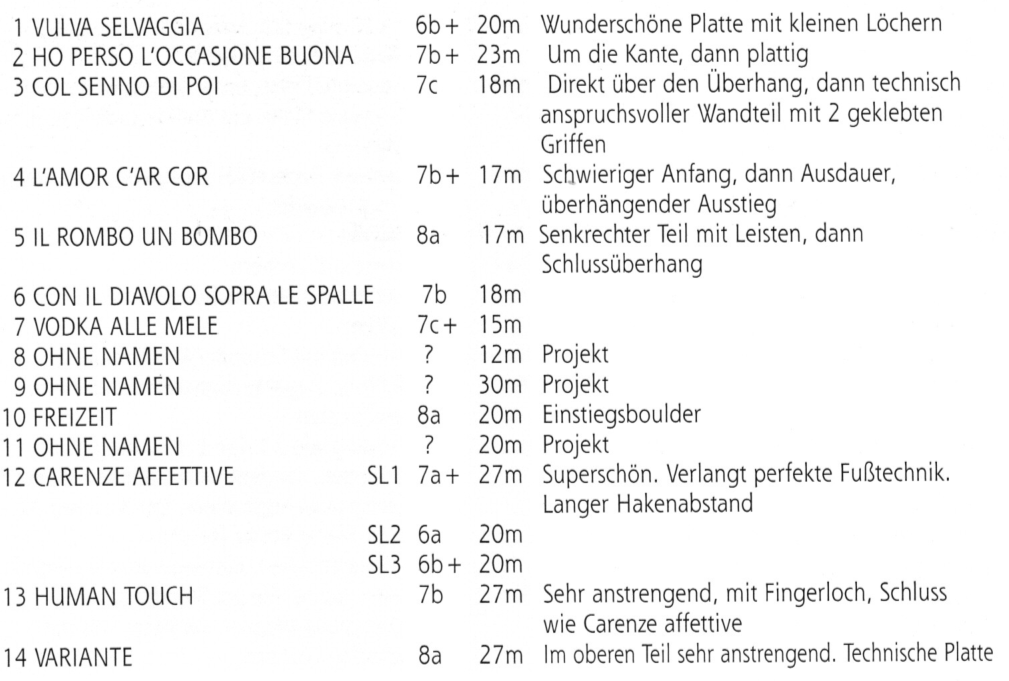 1 VULVA SELVAGGIA 6b+ 20m Wunderschöne Platte mit kleinen Löchern
2 HO PERSO L'OCCASIONE BUONA 7b+ 23m Um die Kante, dann plattig
3 COL SENNO DI POI 7c 18m Direkt über den Überhang, dann technisch
anspruchsvoller Wandteil mit 2 geklebten
Griffen
4 L'AMOR C'AR COR 7b+ 17m Schwieriger Anfang, dann Ausdauer,
überhängender Ausstieg
5 IL ROMBO UN BOMBO 8a 17m Senkrechter Teil mit Leisten, dann
Schlussüberhang
6 CON IL DIAVOLO SOPRA LE SPALLE 7b 18m
7 VODKA ALLE MELE 7c+ 15m
8 OHNE NAMEN ? 12m Projekt
9 OHNE NAMEN ? 30m Projekt
10 FREIZEIT 8a 20m Einstiegsboulder
11 OHNE NAMEN ? 20m Projekt
12 CARENZE AFFETTIVE SL1 7a+ 27m Superschön. Verlangt perfekte Fußtechnik.
Langer Hakenabstand
SL2 6a 20m
SL3 6b+ 20m
13 HUMAN TOUCH 7b 27m Sehr anstrengend, mit Fingerloch, Schluss
wie Carenze affettive
14 VARIANTE 8a 27m Im oberen Teil sehr anstrengend. Technische Platte